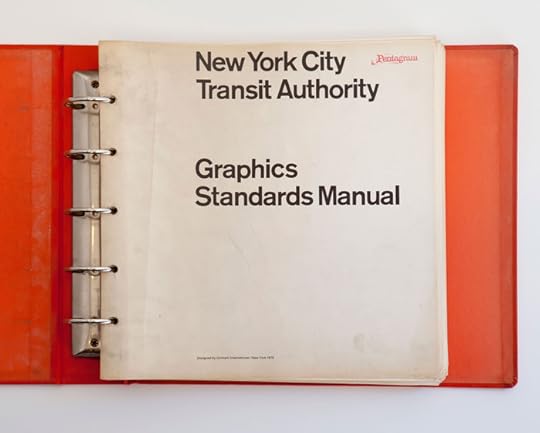 New York City
Transit Authority
Pentagram
Graphics
Standards Manual
Designed by Unimark International New York 1970